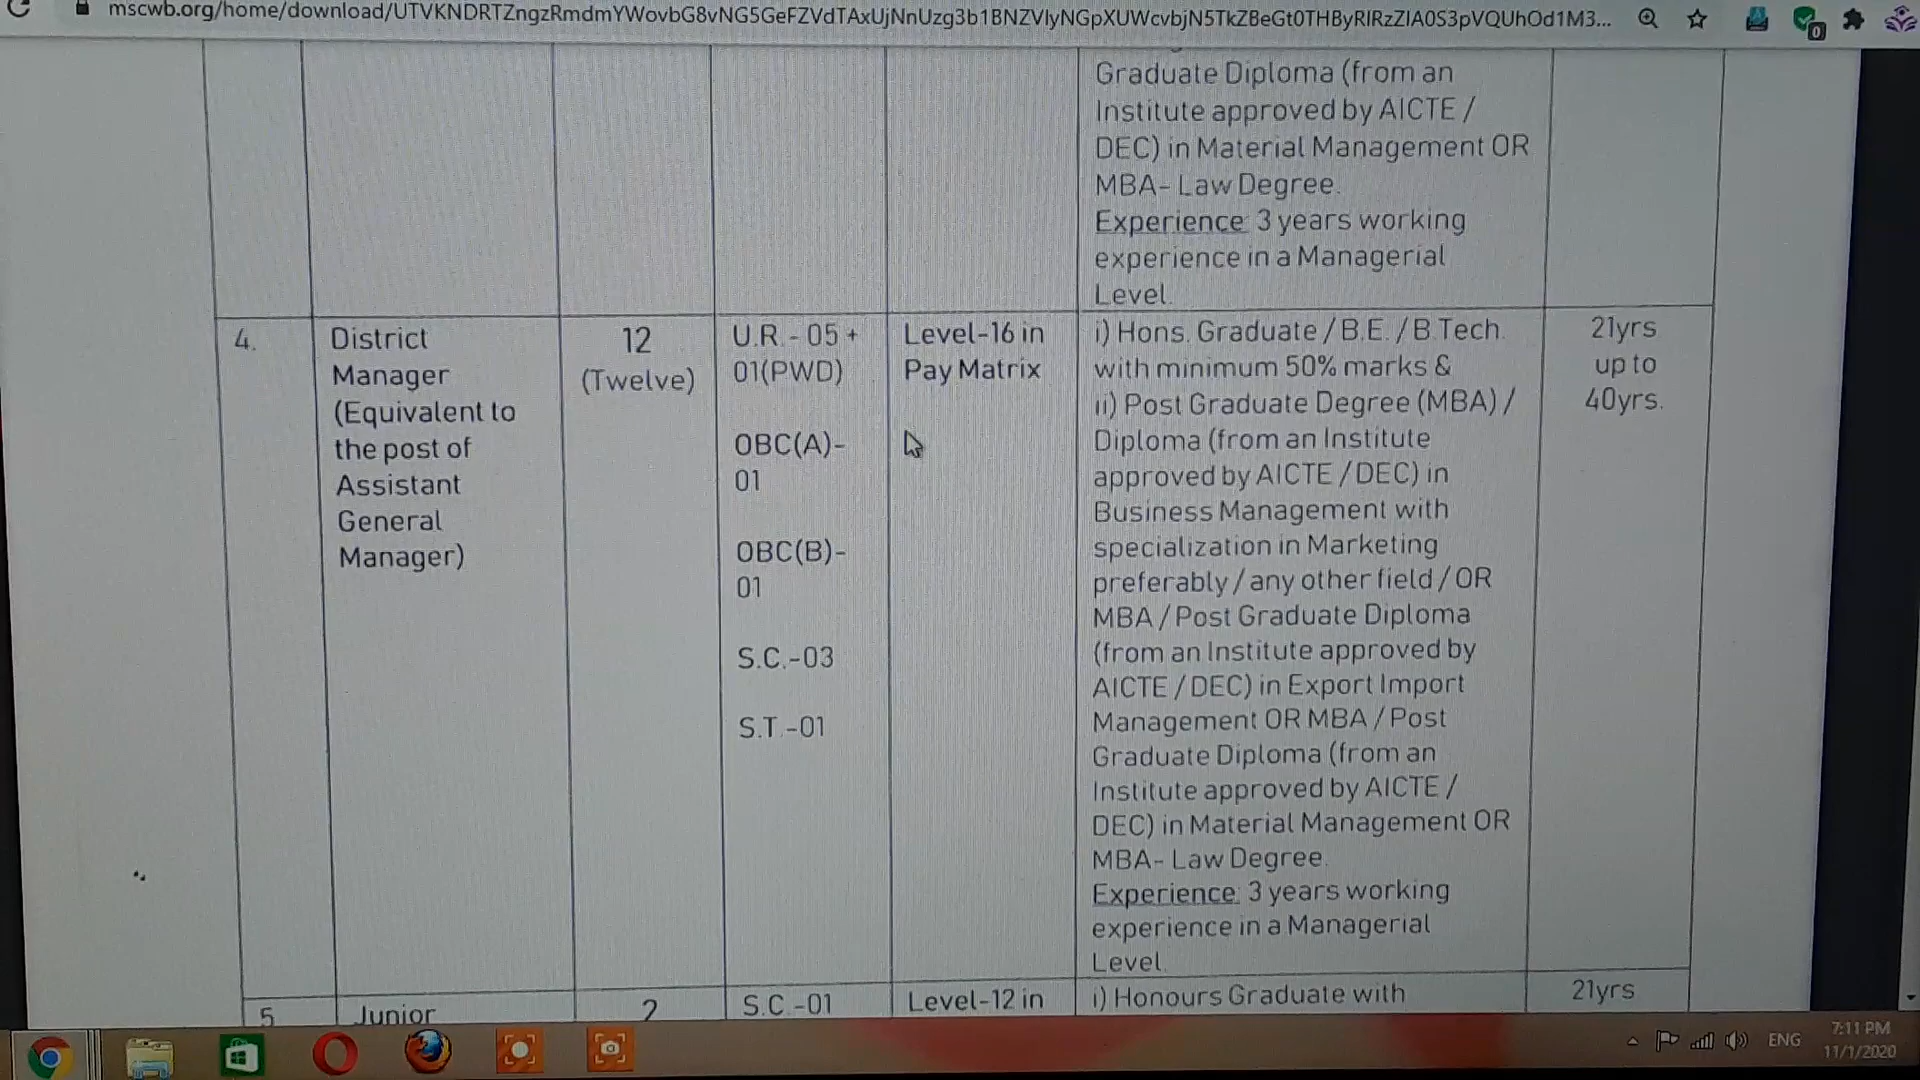 mscwb.org/home/download/
Graduate Diploma (from an
Institute approved by AICTE /
DEC) in Material Management OR
MBA- Law Degree.
Experience: 3 years working
experience in a Managerial
Level.
4.
District
Manager
(Equivalent to
the post of
Assistant
General
Manager)
12
(Twelve)
U.R. - 05 +
01(PWD)
OBC(A)-
01
OBC(B)-
01
S.C.-03
S.T.-01
Level-16 in
Pay Matrix
i) Hons. Graduate / B.E. / B.Tech.
with minimum 50% marks &
ii) Post Graduate Degree (MBA) /
Diploma (from an Institute
approved by AICTE / DEC) in
Business Management with
specialization in Marketing
preferably / any other field / OR
MBA / Post Graduate Diploma
(from an Institute approved by
AICTE / DEC) in Export Import
Management OR MBA / Post
Graduate Diploma (from an
Institute approved by AICTE /
DEC) in Material Management OR
MBA- Law Degree.
Experience: 3 years working
experience in a Managerial
Level.
21yrs
up to
40yrs.
5
Junior
2
S.C.-01
Level-12 in
i) Honours Graduate with
21yrs
0
ENG
7:11 PM
11/1/2020